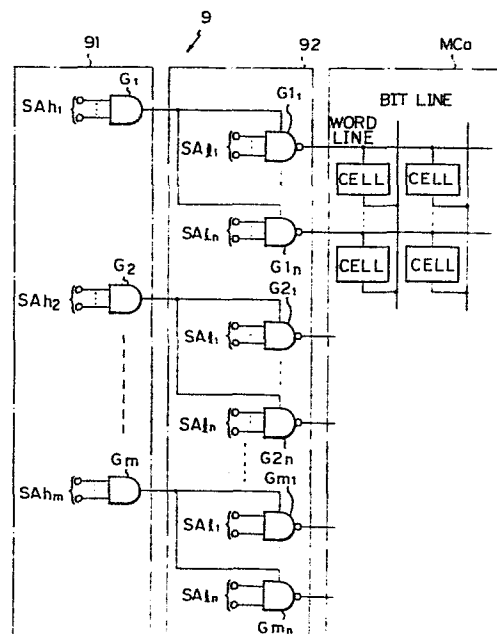 9
91
92
MCa
G1
G11
SAh1
BIT LINE
WORD LINE
SAl1
CELL
CELL
SAln
G1n
CELL
CELL
G2
G21
SAh2
SAl1
SAln
G2n
Gm
Gm1
SAhm
SAl1
SAln
Gmn